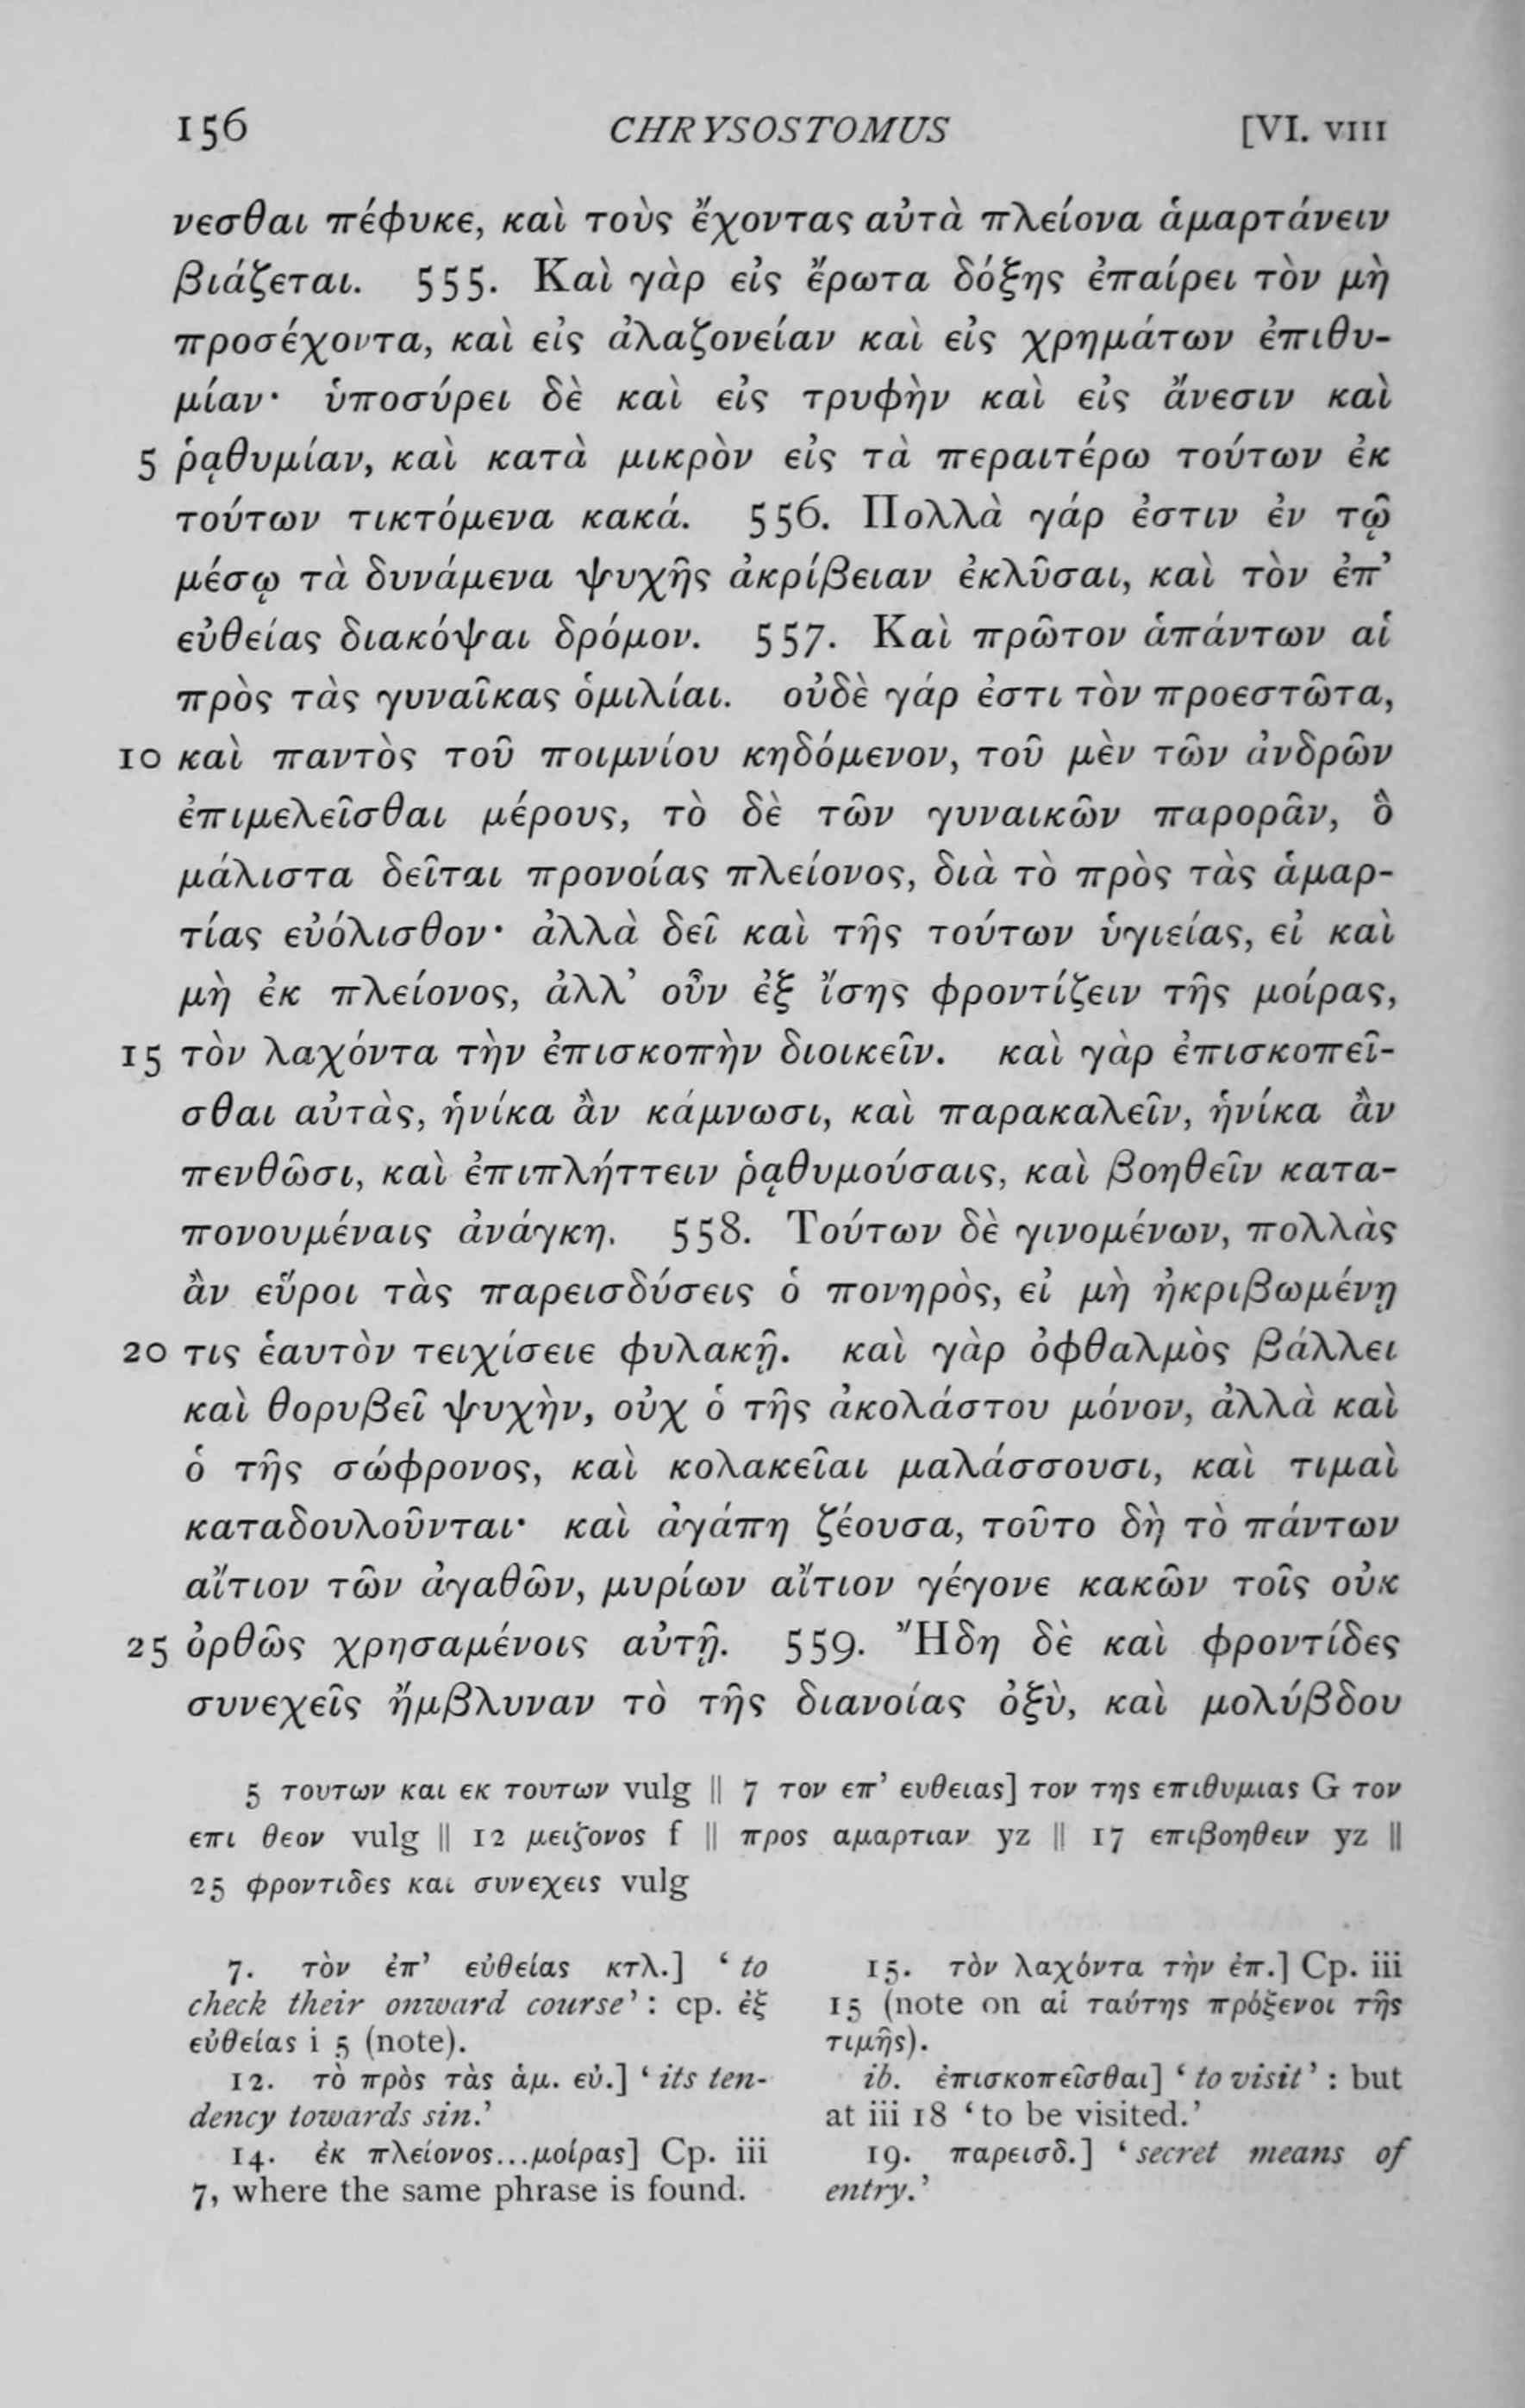 156 CHRYSOSTOMUS [VI. VIII
νεσθαι πέφυκε, καὶ τοὺς ἔχοντας αὐτὰ πλείονα ἁμαρτάνειν
βιάζεται. 555. Καὶ γὰρ εἰς ἔρωτα δόξης ἐπαίρει τὸν μὴ
προσέχοντα, καὶ εἰς ἀλαζονείαν καὶ εἰς χρημάτων ἐπιθυ-
μίαν· ὑποσύρει δὲ καὶ εἰς τρυφὴν καὶ εἰς ἄνεσιν καὶ
5 ῥᾳθυμίαν, καὶ κατὰ μικρὸν εἰς τὰ περαιτέρω τούτων ἐκ
τούτων τικτόμενα κακά. 556. Πολλὰ γάρ ἐστιν ἐν τῷ
μέσῳ τὰ δυνάμενα ψυχῆς ἀκρίβειαν ἐκλῦσαι, καὶ τὸν ἐπ’
εὐθείας διακόψαι δρόμον. 557. Καὶ πρῶτον ἁπάντων αἱ
πρὸς τὰς γυναῖκας ὁμιλίαι. οὐδὲ γάρ ἐστι τὸν προεστῶτα,
10 καὶ παντὸς τοῦ ποιμνίου κηδόμενον, τοῦ μὲν τῶν ἀνδρῶν
ἐπιμελεῖσθαι μέρους, τὸ δὲ τῶν γυναικῶν παρορᾶν, ὃ
μάλιστα δεῖται προνοίας πλείονος, διὰ τὸ πρὸς τὰς ἁμαρ-
τίας εὐόλισθον· ἀλλὰ δεῖ καὶ τῆς τούτων ὑγιείας, εἰ καὶ
μὴ ἐκ πλείονος, ἀλλ’ οὖν ἐξ ἴσης φροντίζειν τῆς μοίρας,
15 τὸν λαχόντα τὴν ἐπισκοπὴν διοικεῖν. καὶ γὰρ ἐπισκοπεῖ-
σθαι αὐτὰς, ἡνίκα ἂν κάμνωσι, καὶ παρακαλεῖν, ἡνίκα ἂν
πενθῶσι, καὶ ἐπιπλήττειν ῥᾳθυμούσαις, καὶ βοηθεῖν κατα-
πονουμέναις ἀνάγκη. 558. Τούτων δὲ γινομένων, πολλὰς
ἂν εὕροι τὰς παρεισδύσεις ὁ πονηρὸς, εἰ μὴ ἠκριβωμένῃ
20 τις ἑαυτὸν τειχίσειε φυλακῇ. καὶ γὰρ ὀφθαλμὸς βάλλει
καὶ θορυβεῖ ψυχὴν, οὐχ ὁ τῆς ἀκολάστου μόνον, ἀλλὰ καὶ
ὁ τῆς σώφρονος, καὶ κολακεῖαι μαλάσσουσι, καὶ τιμαὶ
καταδουλοῦνται· καὶ ἀγάπη ζέουσα, τοῦτο δὴ τὸ πάντων
αἴτιον τῶν ἀγαθῶν, μυρίων αἴτιον γέγονε κακῶν τοῖς οὐκ
25 ὀρθῶς χρησαμένοις αὐτῇ. 559. Ἤδη δὲ καὶ φροντίδες
συνεχεῖς ἤμβλυναν τὸ τῆς διανοίας ὀξὺ, καὶ μολύβδου
5 τουτων και εκ τουτων vulg || 7 τον επ’ ευθειας] τον της επιθυμιας G τον
επι θεον vulg || 12 μειζονος f || προς αμαρτιαν yz || 17 επιβοηθειν yz ||
25 φροντιδες και συνεχεις vulg
7. τὸν ἐπ’ εὐθείας κτλ.] ‘to
check their onward course’: cp. ἐξ
εὐθείας i 5 (note).
12. τὸ πρὸς τὰς ἁμ. εὐ.] ‘its ten-
dency towards sin.’
14. ἐκ πλείονος...μοίρας] Cp. iii
7, where the same phrase is found.
15. τὸν λαχόντα τὴν ἐπ.] Cp. iii
15 (note on αἱ ταύτης πρόξενοι τῆς
τιμῆς).
ib. ἐπισκοπεῖσθαι] ‘to visit’: but
at iii 18 ‘to be visited.’
19. παρεισδ.] ‘secret means of
entry.’